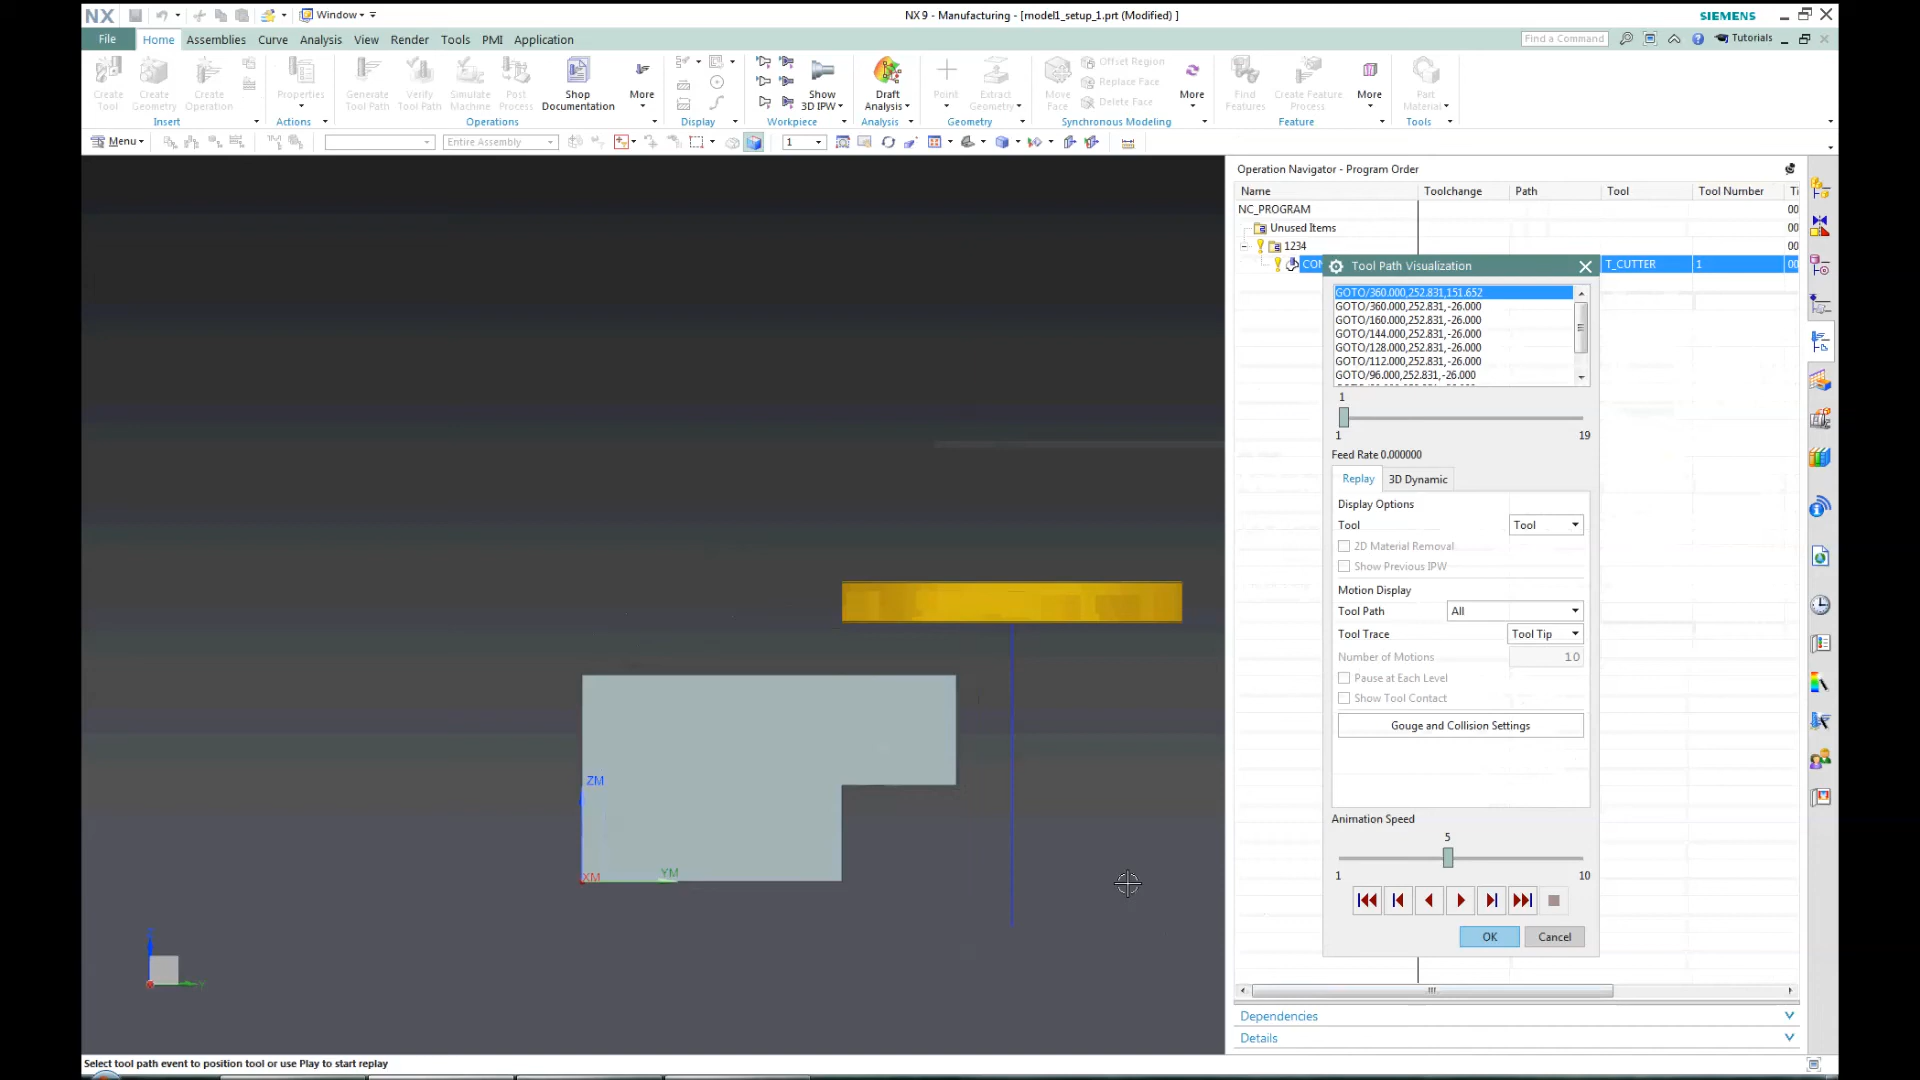 NX
Window
NX 9 - Manufacturing - [model1_setup_1.prt (Modified) ]
SIEMENS
File Home Assemblies Curve Analysis View Render Tools PMI Application
Find a Command
Tutorials
Create Tool
Create Geometry
Create Operation
Insert
Properties
Actions
Generate Tool Path
Verify Tool Path
Simulate Machine
Post Process
Shop Documentation
More
Operations
Display
Show 3D IPW
Workpiece
Draft Analysis
Analysis
Point
Extract Geometry
Geometry
Move Face
Offset Region
Replace Face
Delete Face
More
Synchronous Modeling
Find Features
Create Feature Process
More
Feature
Part Material
Tools
Menu
Entire Assembly
1
Operation Navigator - Program Order
Name Toolchange Path Tool Tool Number Ti
NC_PROGRAM 00
Unused Items 00
1234 00
CON T_CUTTER 1 00
Tool Path Visualization
GOTO/360.000,252.831,151.652
GOTO/360.000,252.831,-26.000
GOTO/160.000,252.831,-26.000
GOTO/144.000,252.831,-26.000
GOTO/128.000,252.831,-26.000
GOTO/112.000,252.831,-26.000
GOTO/96.000,252.831,-26.000
1
1 19
Feed Rate 0.000000
Replay 3D Dynamic
Display Options
Tool Tool
2D Material Removal
Show Previous IPW
Motion Display
Tool Path All
Tool Trace Tool Tip
Number of Motions 10
Pause at Each Level
Show Tool Contact
Gouge and Collision Settings
Animation Speed
5
1 10
OK Cancel
ZM
XM
YM
Y
Dependencies
Details
Select tool path event to position tool or use Play to start replay